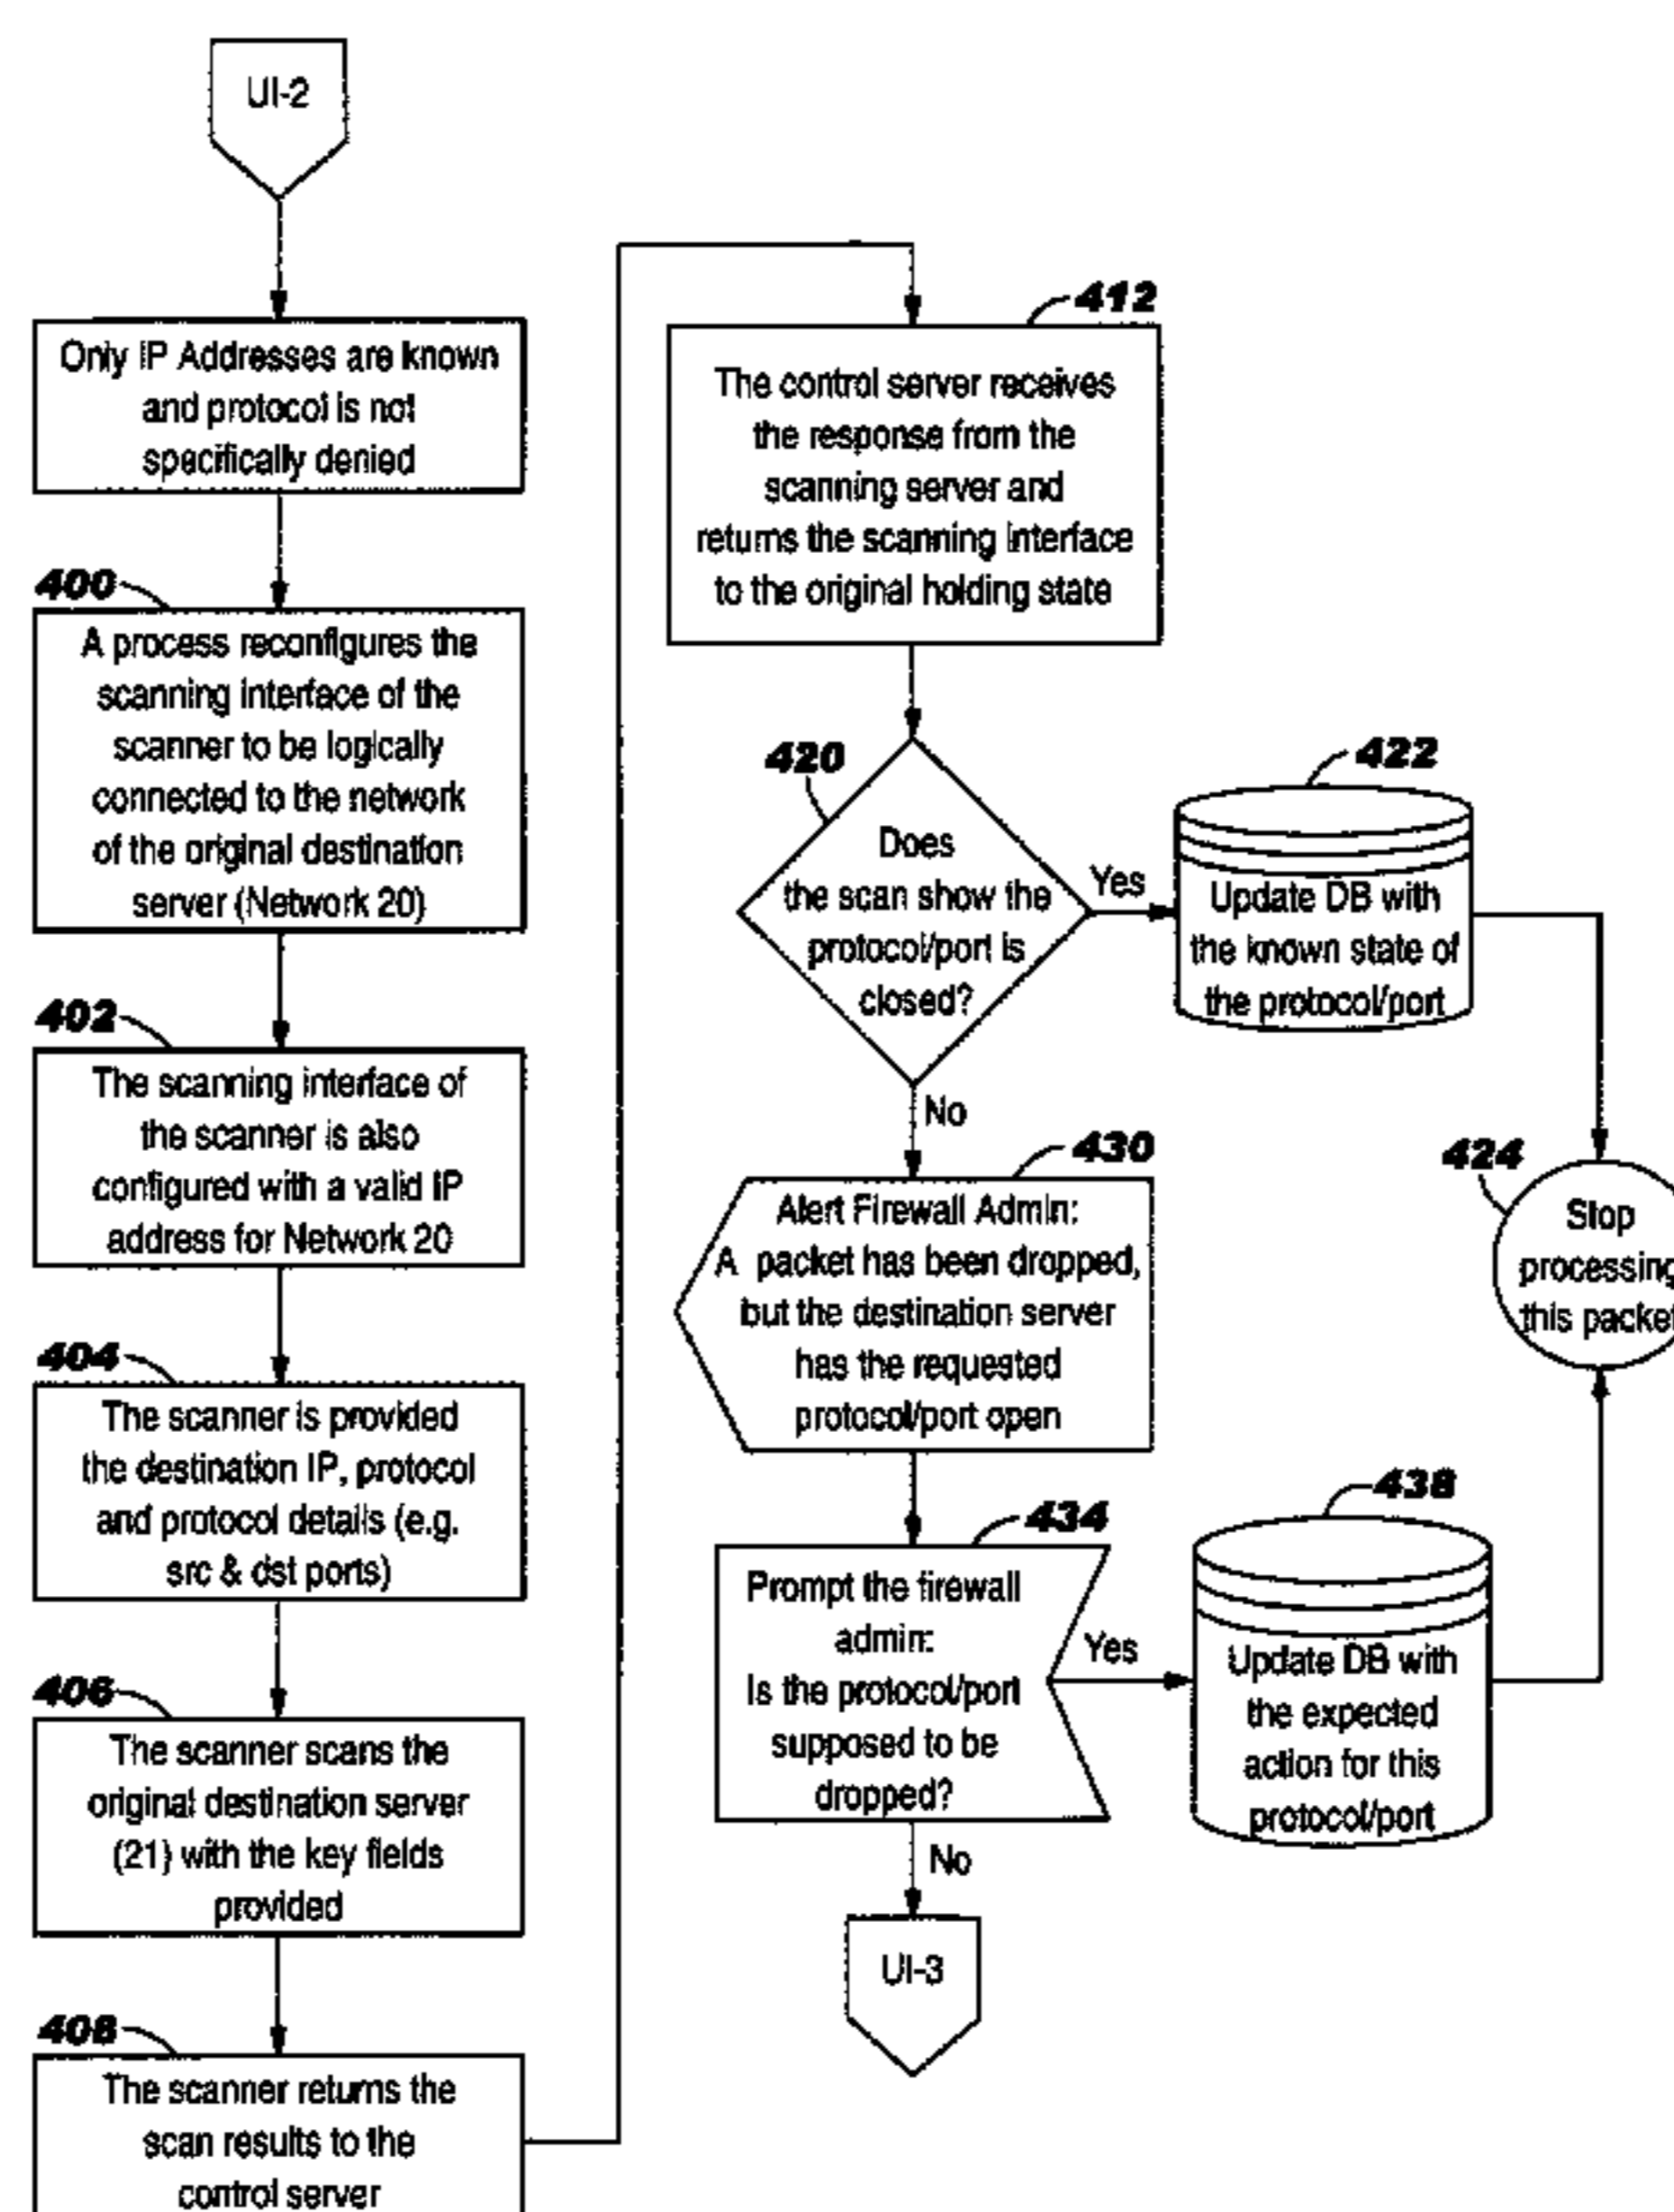 UI-2
Only IP Addresses are known
and protocol is not
specifically denied
400
A process reconfigures the
scanning interface of the
scanner to be logically
connected to the network
of the original destination
server (Network 20)
402
The scanning interface of
the scanner is also
configured with a valid IP
address for Network 20
404
The scanner is provided
the destination IP, protocol
and protocol details (e.g.
src & dst ports)
406
The scanner scans the
original destination server
(21) with the key fields
provided
408
The scanner returns the
scan results to the
control server
412
The control server receives
the response from the
scanning server and
returns the scanning interface
to the original holding state
420
Does
the scan show the
protocol/port is
closed?
Yes
422
Update DB with
the known state of
the protocol/port
No
424
Stop
processing
this packet
430
Alert Firewall Admin:
A packet has been dropped,
but the destination server
has the requested
protocol/port open
434
Prompt the firewall
admin:
Is the protocol/port
supposed to be
dropped?
Yes
438
Update DB with
the expected
action for this
protocol/port
No
UI-3